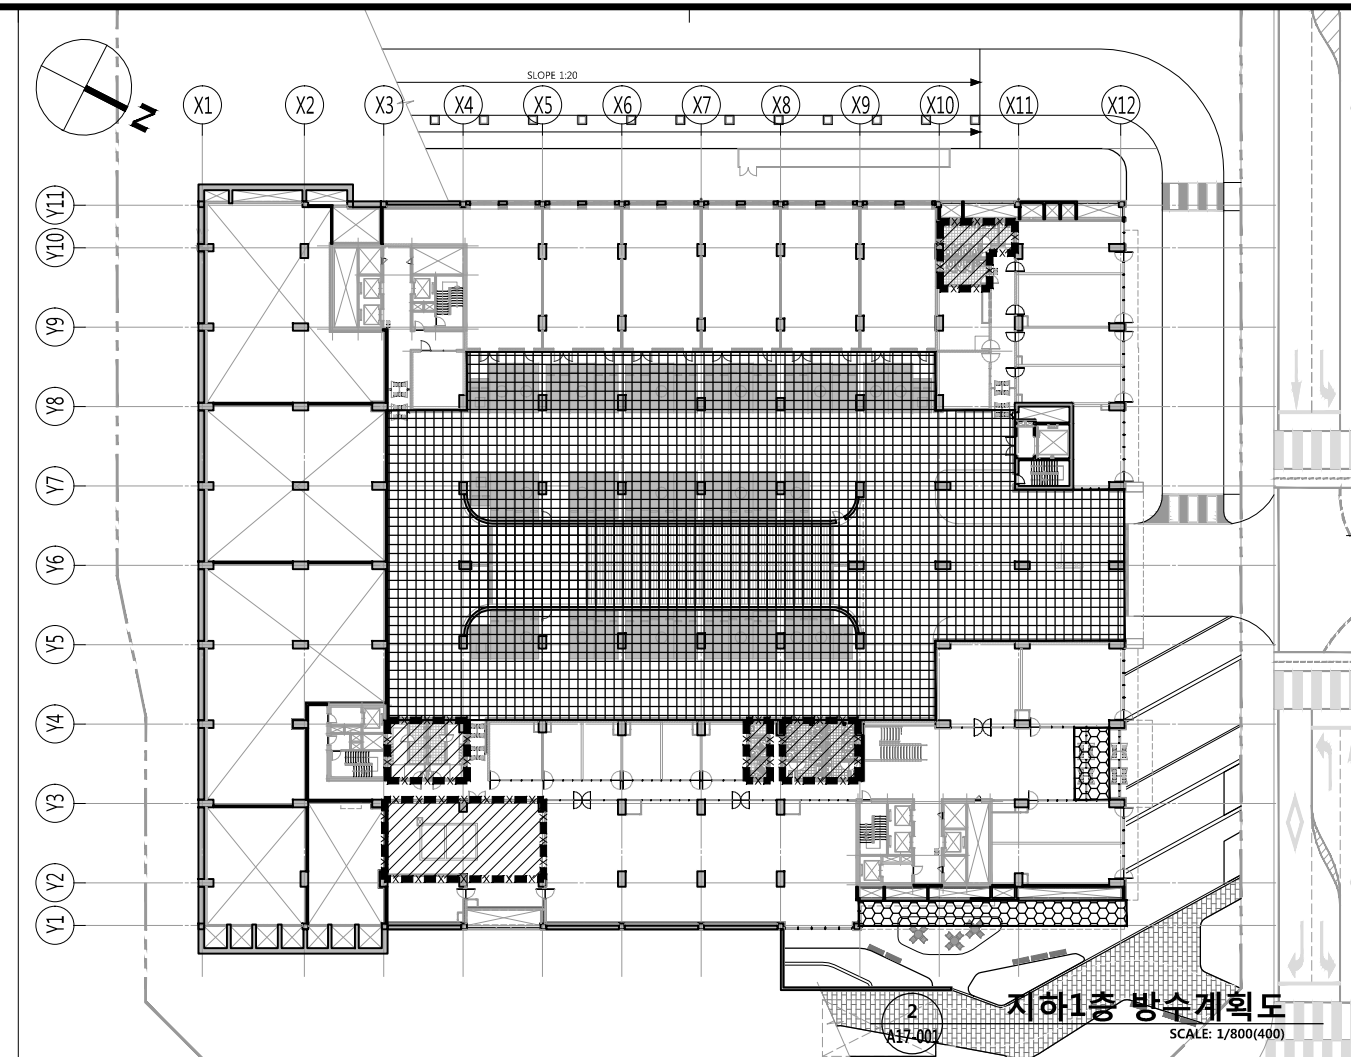 SLOPE 1:20
N
X1 X2 X3 X4 X5 X6 X7 X8 X9 X10 X11 X12
Y11
Y10
Y9
Y8
Y7
Y6
Y5
Y4
Y3
Y2
Y1
지하1층 방수계획도
2
A17-001
SCALE: 1/800(400)